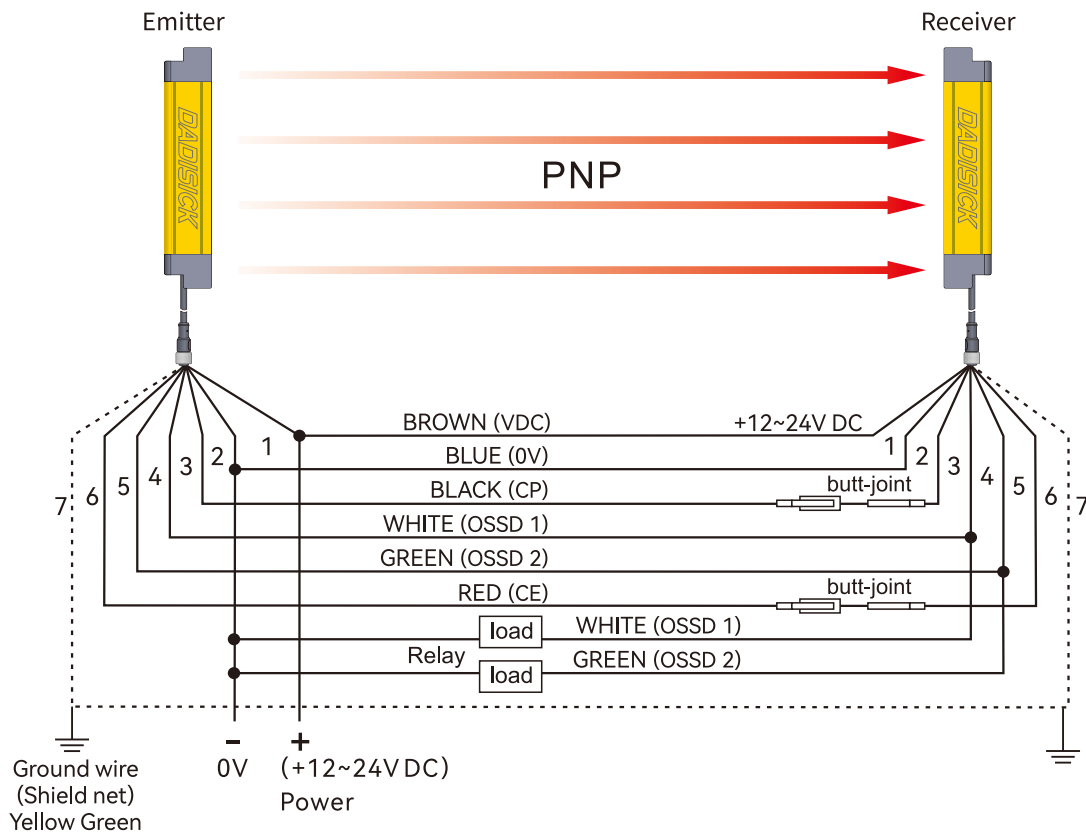 Emitter
Receiver
DADISICK
DADISICK
PNP
BROWN (VDC)
+12~24V DC
BLUE (0V)
BLACK (CP)
butt-joint
WHITE (OSSD 1)
GREEN (OSSD 2)
RED (CE)
butt-joint
load
WHITE (OSSD 1)
Relay
load
GREEN (OSSD 2)
7
6
5
4
3
2
1
1
2
3
4
5
6
7
-
+
0V
(+12~24V DC)
Power
Ground wire
(Shield net)
Yellow Green